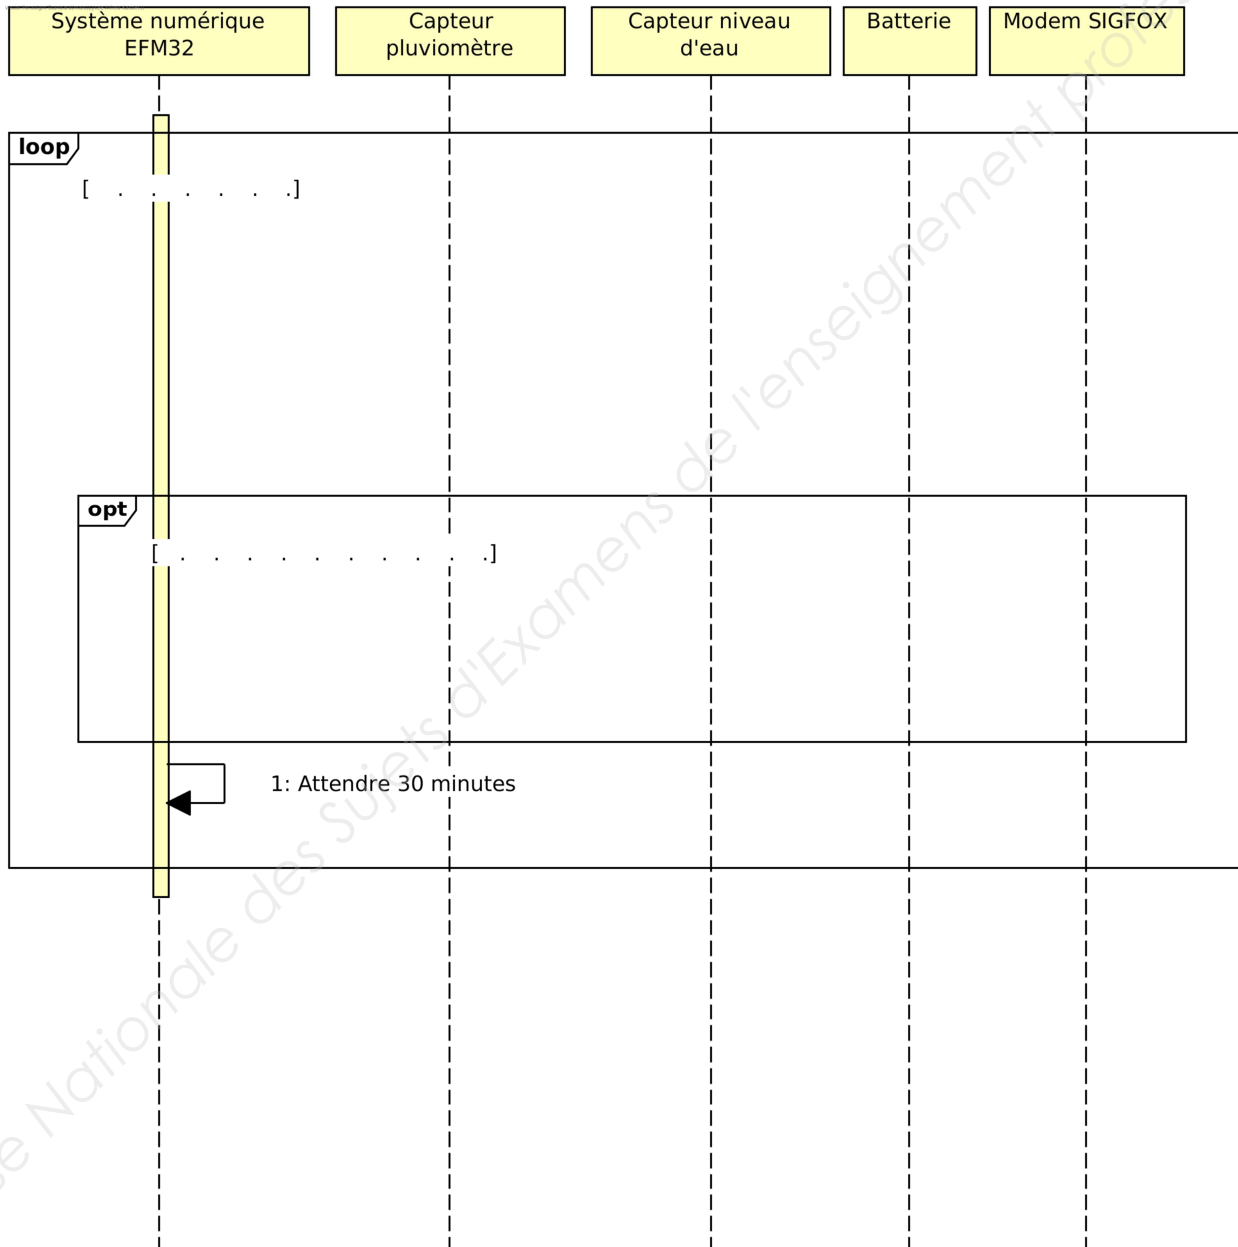 Système numérique
EFM32
Capteur
pluviomètre
Capteur niveau
d'eau
Batterie
Modem SIGFOX
loop
[ . . . . . .]
opt
[ . . . . . . . . . .]
1: Attendre 30 minutes
Nationale des Sujets d'Examens de l'enseignement